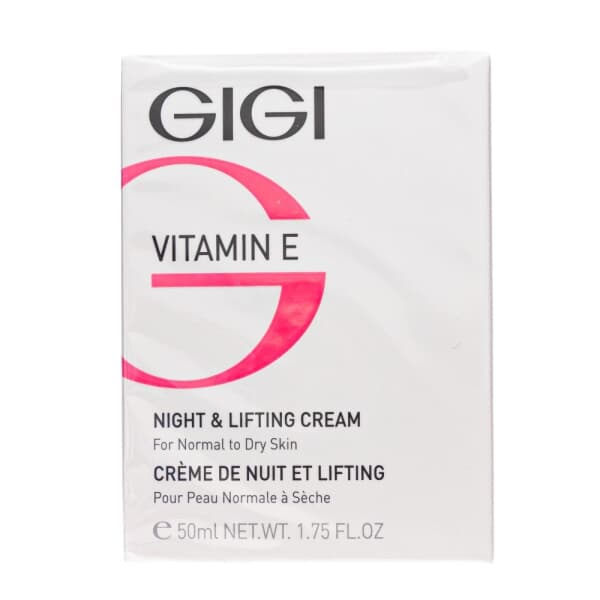 GIGI
VITAMIN E
NIGHT & LIFTING CREAM
For Normal to Dry Skin
CRÈME DE NUIT ET LIFTING
Pour Peau Normale à Sèche
℮ 50ml NET.WT. 1.75 FL.OZ